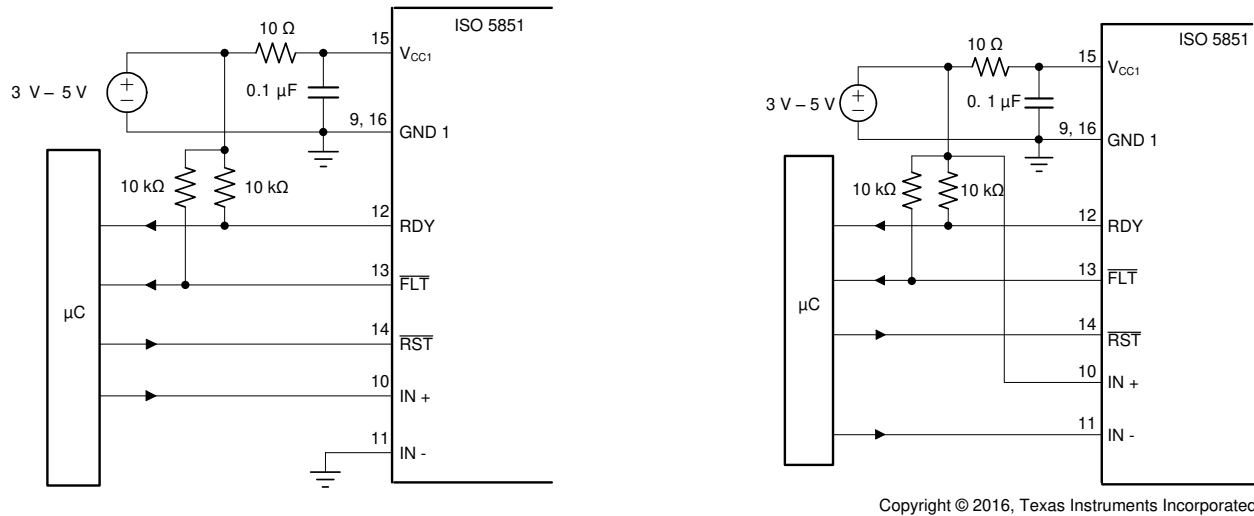 ISO 5851
10 Ω
15
V_CC1
3 V – 5 V
0.1 µF
9, 16
GND 1
10 kΩ
10 kΩ
12
RDY
13
FLT
µC
14
RST
10
IN +
11
IN -
ISO 5851
10 Ω
15
V_CC1
3 V – 5 V
0. 1 µF
9, 16
GND 1
10 kΩ
10 kΩ
12
RDY
13
FLT
µC
14
RST
10
IN +
11
IN -
Copyright © 2016, Texas Instruments Incorporated